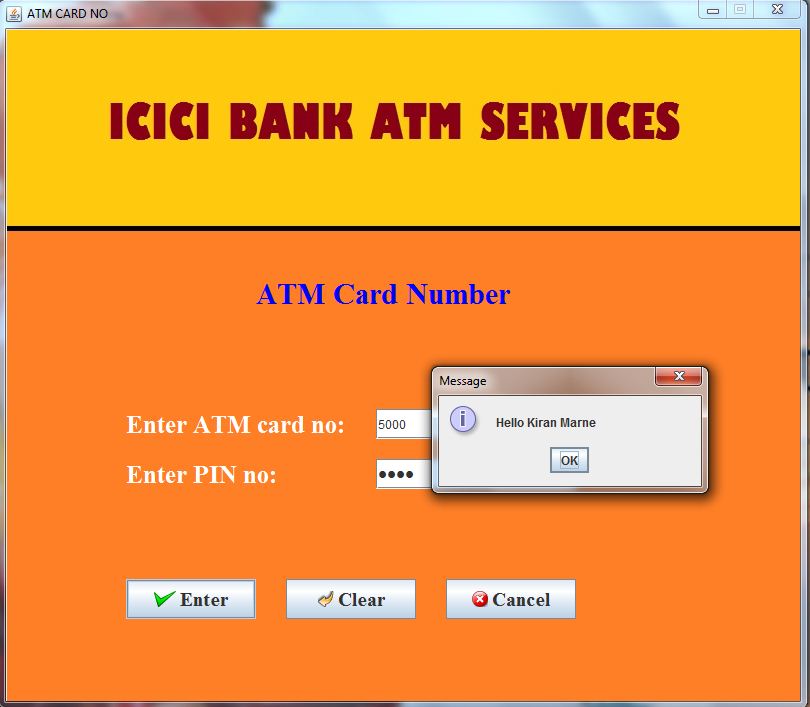 ATM CARD NO
ICICI BANK ATM SERVICES
ATM Card Number
Message
Hello Kiran Marne
OK
Enter ATM card no: 5000
Enter PIN no: ••••
Enter Clear Cancel